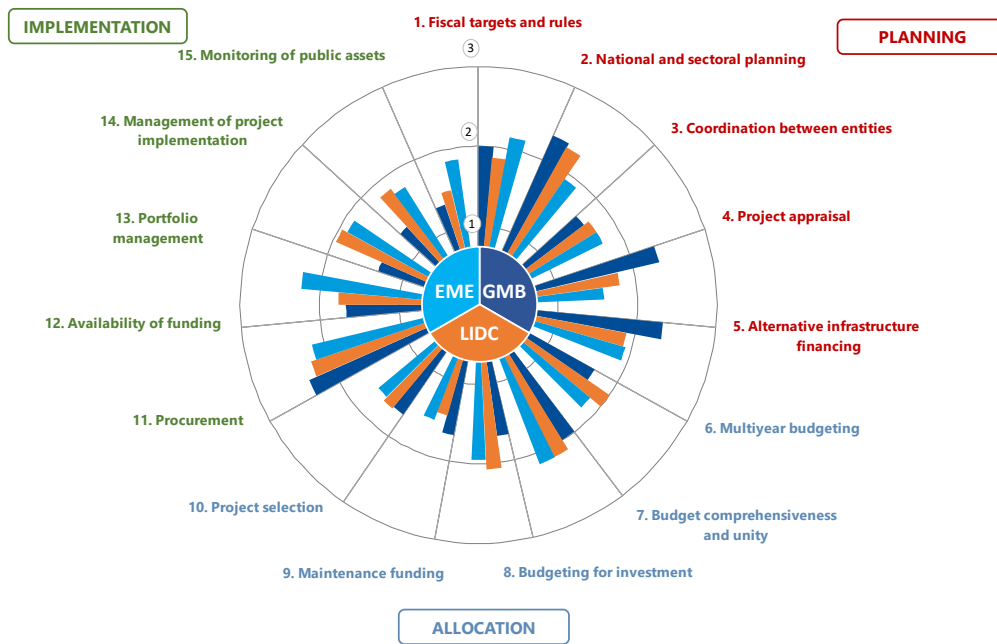 IMPLEMENTATION
1. Fiscal targets and rules
PLANNING
15. Monitoring of public assets
3
2. National and sectoral planning
14. Management of project
implementation
2
3. Coordination between entities
13. Portfolio
management
1
4. Project appraisal
EME
GMB
LIDC
12. Availability of funding
5. Alternative infrastructure
financing
11. Procurement
6. Multiyear budgeting
10. Project selection
7. Budget comprehensiveness
and unity
9. Maintenance funding
8. Budgeting for investment
ALLOCATION